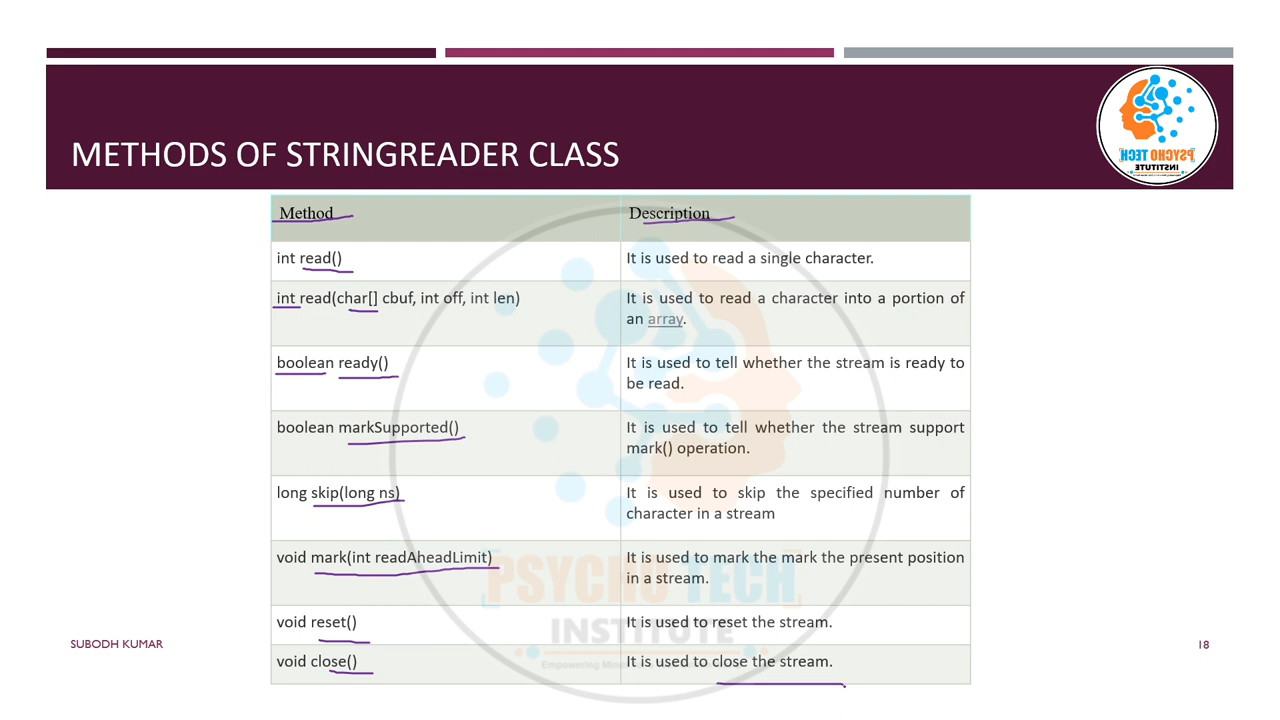 METHODS OF STRINGREADER CLASS
PSYCHO TECH
INSTITUTE
Method
Description
int read()
It is used to read a single character.
int read(char[] cbuf, int off, int len)
It is used to read a character into a portion of
an array.
boolean ready()
It is used to tell whether the stream is ready to
be read.
boolean markSupported()
It is used to tell whether the stream support
mark() operation.
long skip(long ns)
It is used to skip the specified number of
character in a stream
void mark(int readAheadLimit)
It is used to mark the mark the present position
in a stream.
void reset()
It is used to reset the stream.
void close()
It is used to close the stream.
PSYCHO TECH
INSTITUTE
SUBODH KUMAR
18